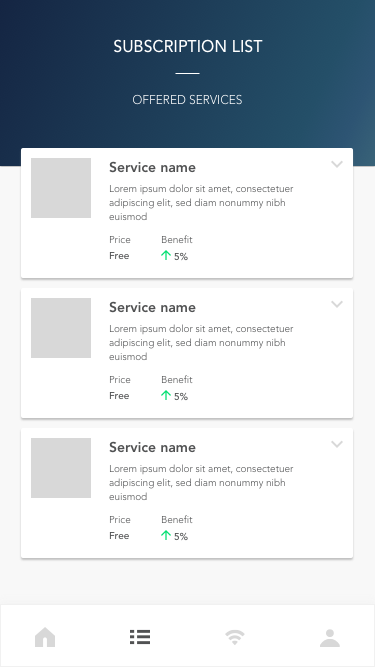 SUBSCRIPTION LIST
OFFERED SERVICES
Service name
Lorem ipsum dolor sit amet, consectetuer
adipiscing elit, sed diam nonummy nibh
euismod
Price Benefit
Free 5%
Service name
Lorem ipsum dolor sit amet, consectetuer
adipiscing elit, sed diam nonummy nibh
euismod
Price Benefit
Free 5%
Service name
Lorem ipsum dolor sit amet, consectetuer
adipiscing elit, sed diam nonummy nibh
euismod
Price Benefit
Free 5%